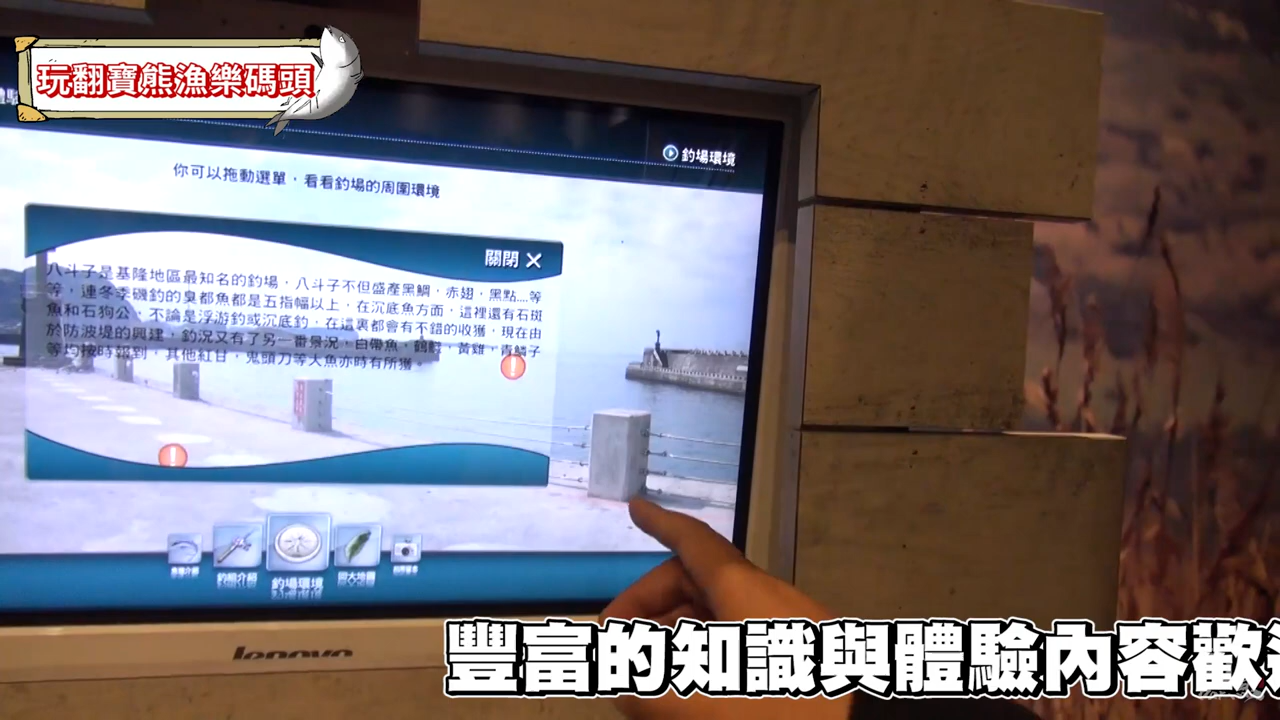 玩翻寶熊漁樂碼頭
釣場環境
你可以拖動選單，看看釣場的周圍環境
關閉 X
八斗子是基隆地區最知名的釣場，八斗子不但盛產黑鯛，赤翅，黑點....等
等，連冬季磯釣的臭都魚都是五指幅以上，在沉底魚方面，這裡還有石斑
魚和石狗公，不論是浮游釣或沉底釣，在這裏都會有不錯的收獲，現在由
於防波堤的興建，釣況又有了另一番景況，白帶魚，鶴鱵，黃雞，青鱗子
等均按時報到，其他紅甘，鬼頭刀等大魚亦時有所獲
釣組介紹
釣場環境
回大地圖
lenovo
豐富的知識與體驗內容歡